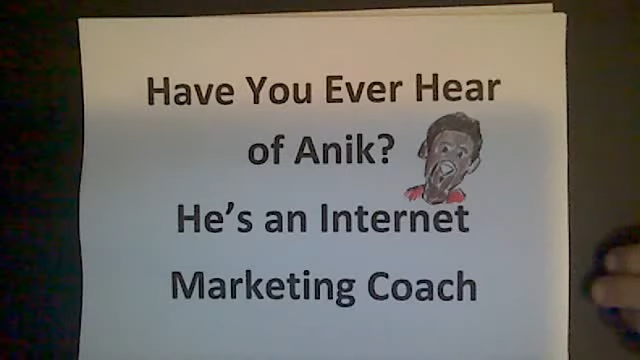 Have You Ever Hear
of Anik?
He's an Internet
Marketing Coach